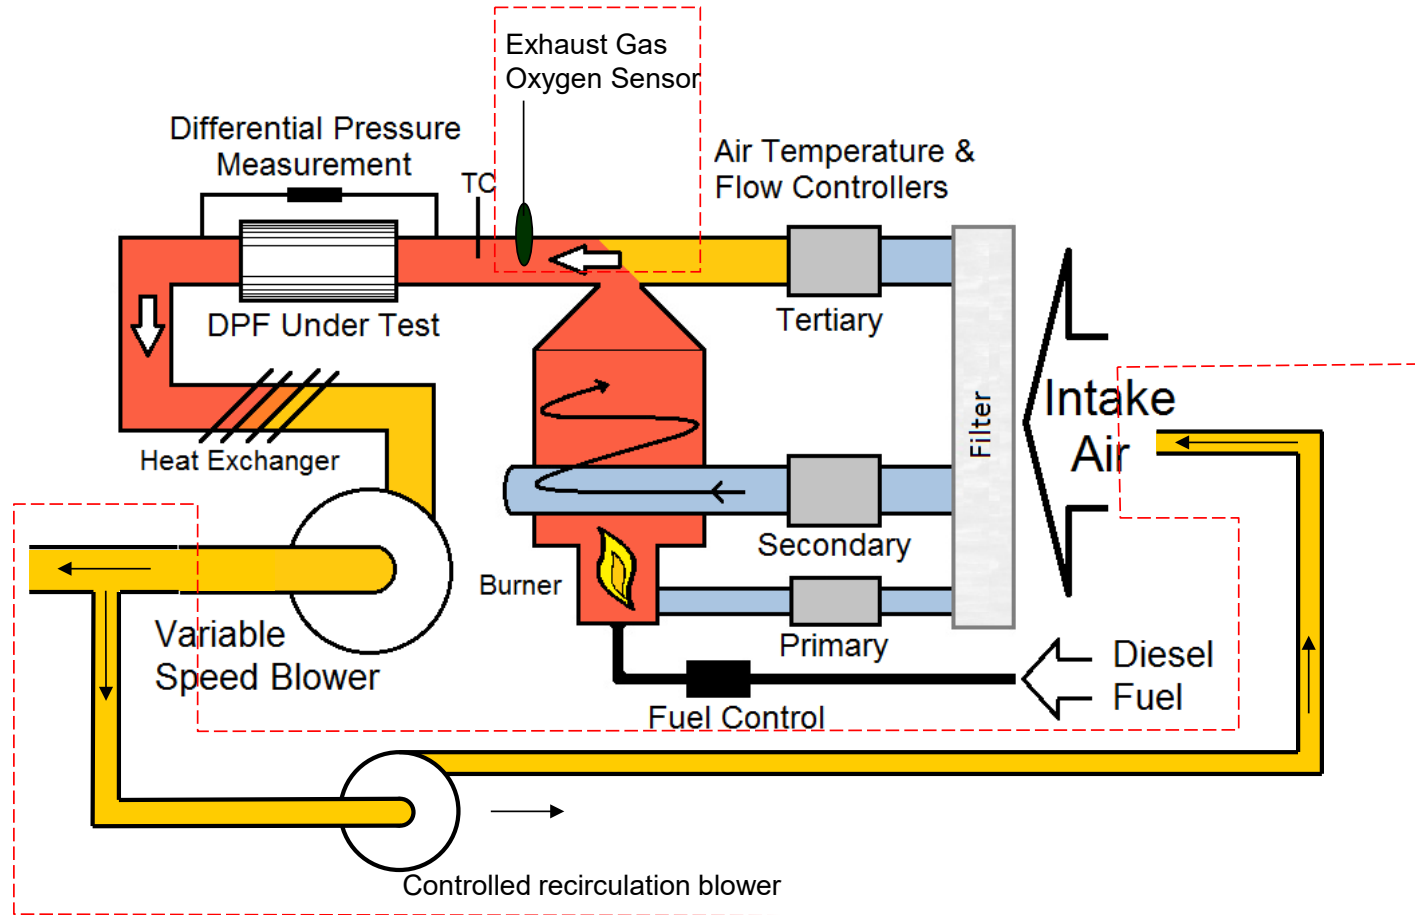 Exhaust Gas
Oxygen Sensor
Differential Pressure
Measurement
TC
Air Temperature &
Flow Controllers
DPF Under Test
Tertiary
Filter
Intake
Air
Heat Exchanger
Secondary
Burner
Variable
Speed Blower
Primary
Diesel
Fuel
Fuel Control
Controlled recirculation blower